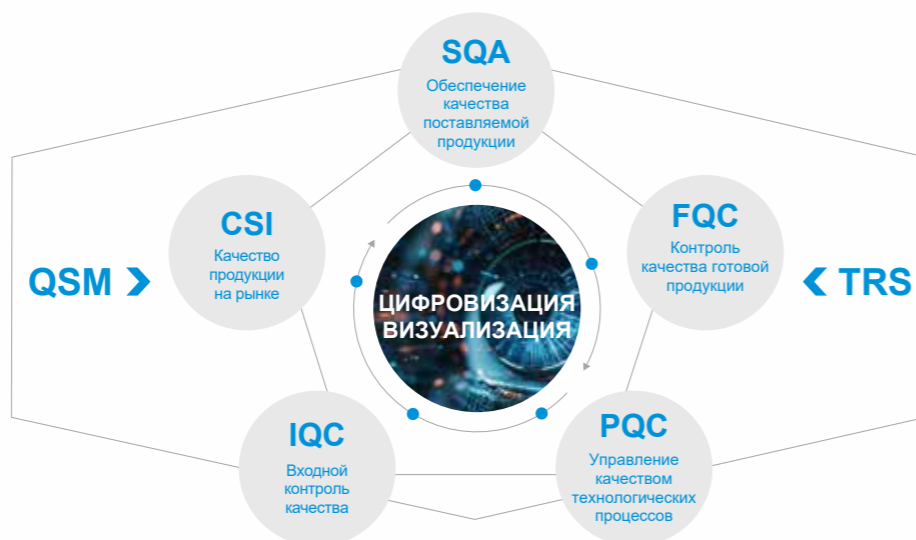 SQA
Обеспечение
качества
поставляемой
продукции
CSI
Качество
продукции
на рынке
FQC
Контроль
качества готовой
продукции
QSM
TRS
ЦИФРОВИЗАЦИЯ
ВИЗУАЛИЗАЦИЯ
IQC
Входной
контроль
качества
PQC
Управление
качеством
технологических
процессов